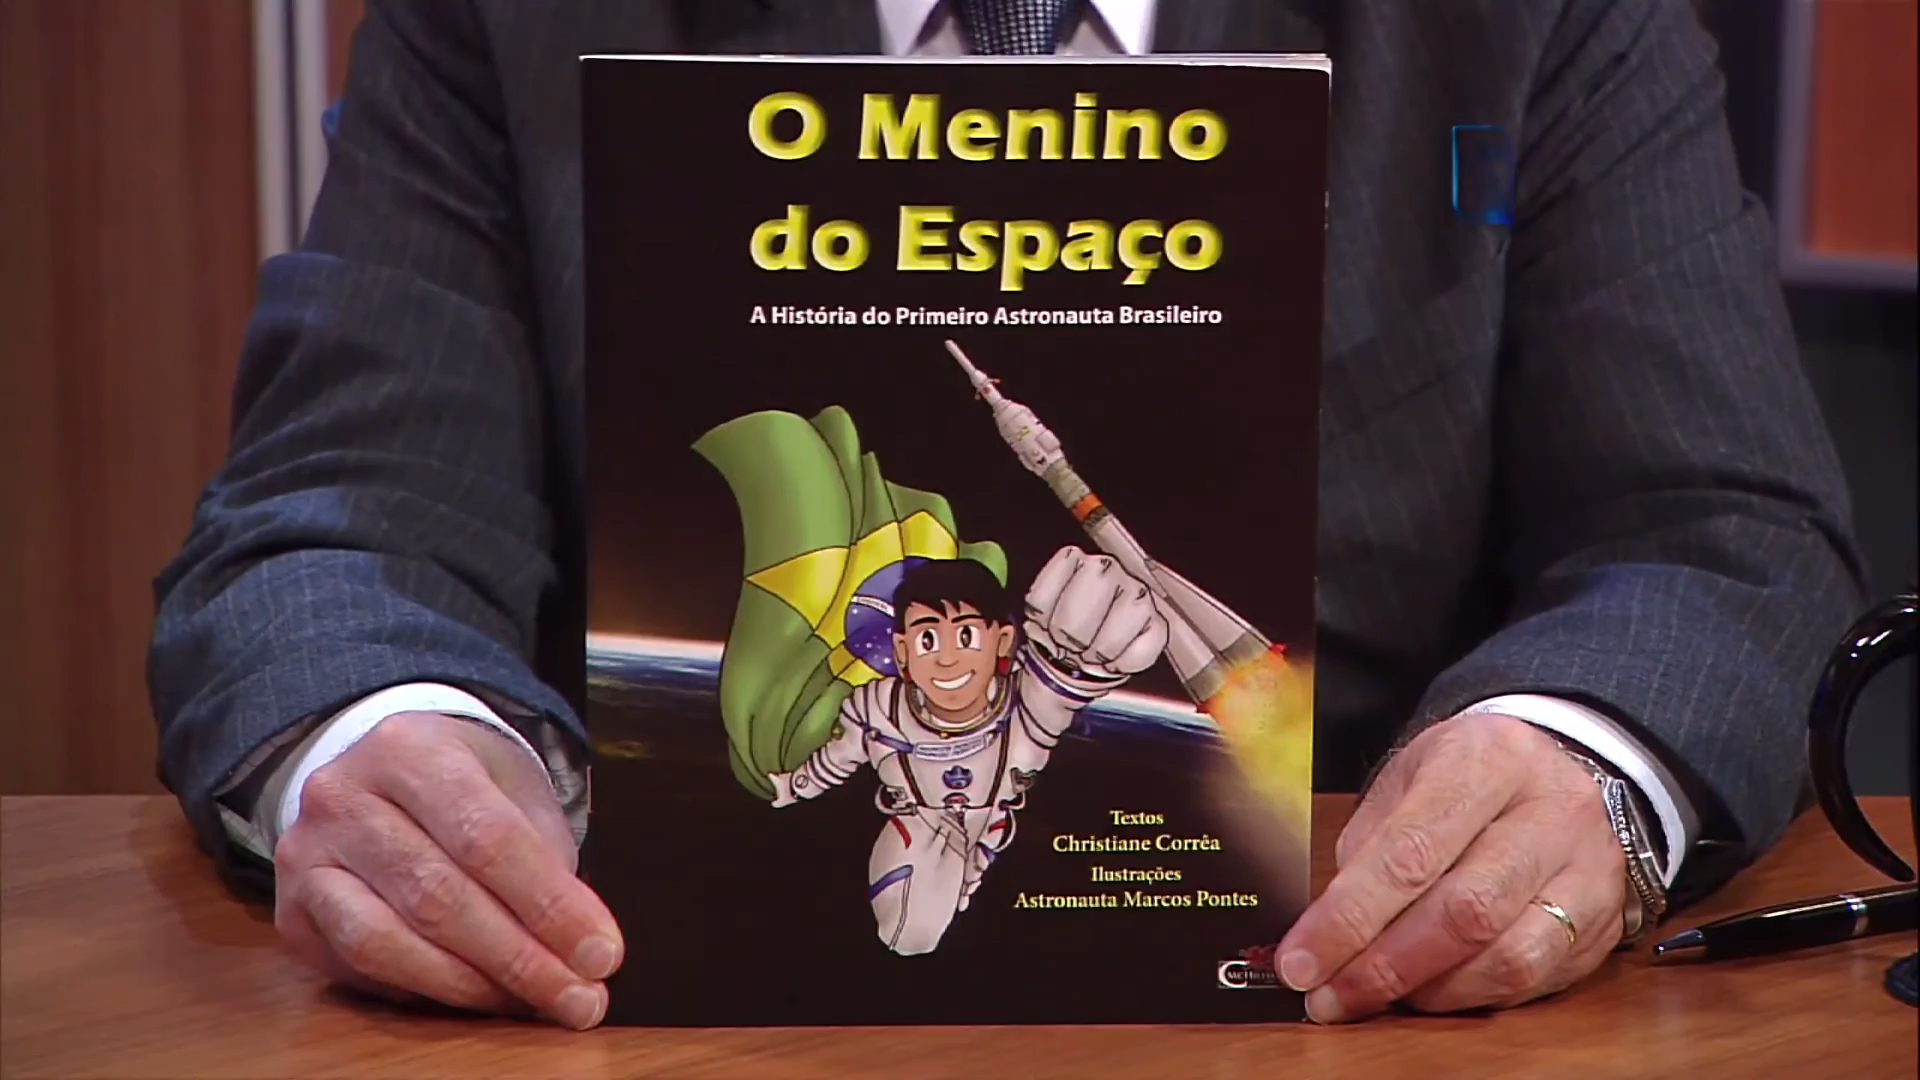 O Menino
do Espaço
A História do Primeiro Astronauta Brasileiro
Textos
Christiane Corrêa
Ilustrações
Astronauta Marcos Pontes